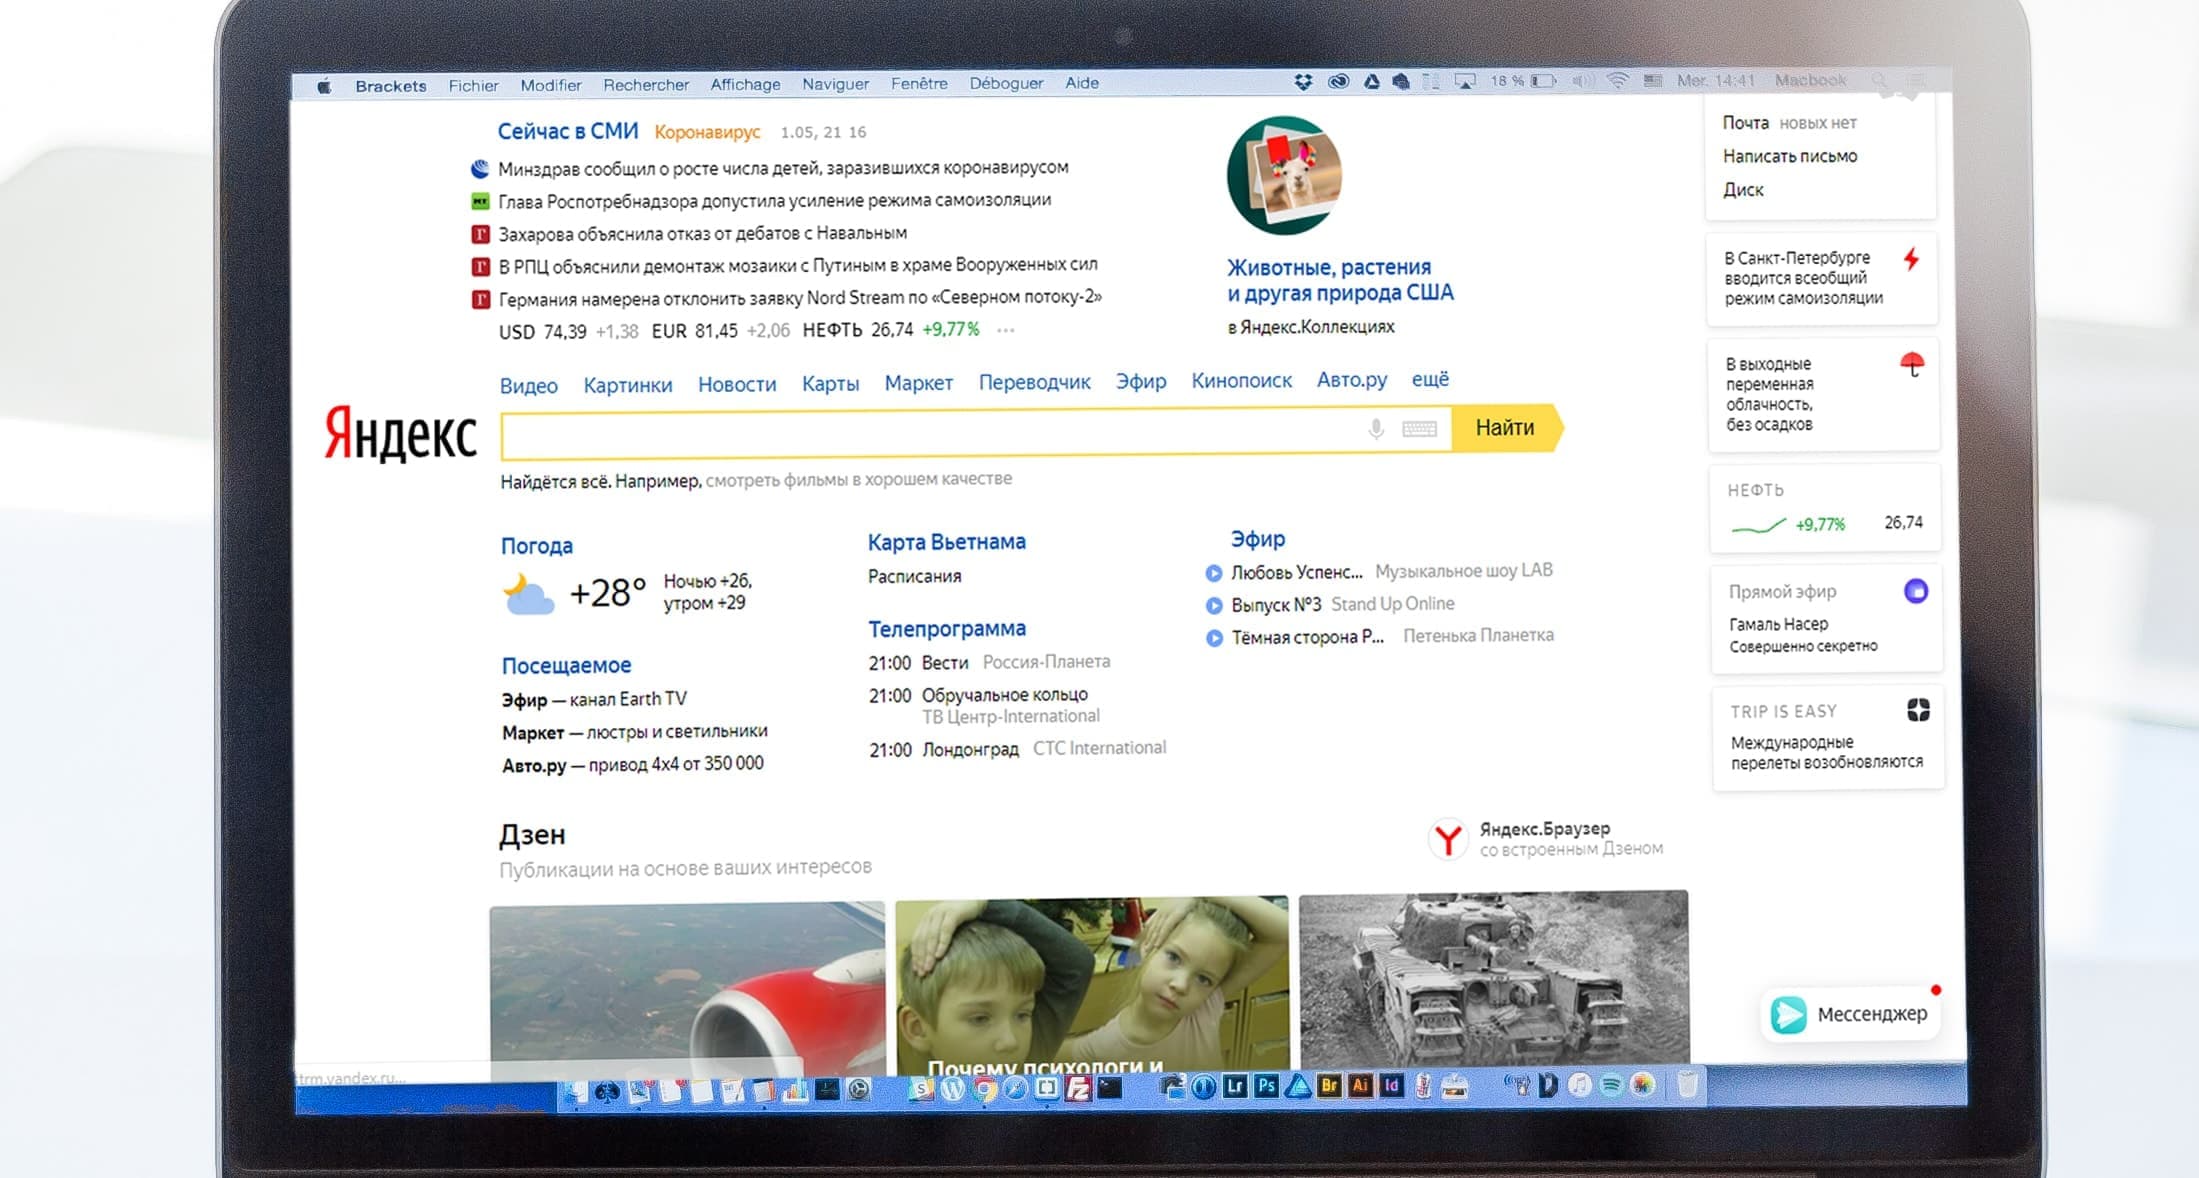 Brackets Fichier Modifier Rechercher Affichage Naviguer Fenêtre Déboguer Aide 18 % Mer. 14:41 Macbook
Сейчас в СМИ Коронавирус 1.05, 21 16
Минздрав сообщил о росте числа детей, заразившихся коронавирусом
Глава Роспотребнадзора допустила усиление режима самоизоляции
Захарова объяснила отказ от дебатов с Навальным
В РПЦ объяснили демонтаж мозаики с Путиным в храме Вооруженных сил
Германия намерена отклонить заявку Nord Stream по «Северном потоку-2»
USD 74,39 +1,38 EUR 81,45 +2,06 НЕФТЬ 26,74 +9,77% ···
Животные, растения
и другая природа США
в Яндекс.Коллекциях
Почта новых нет
Написать письмо
Диск
В Санкт-Петербурге
вводится всеобщий
режим самоизоляции
В выходные
переменная
облачность,
без осадков
НЕФТЬ
+9,77% 26,74
Прямой эфир
Гамаль Насер
Совершенно секретно
TRIP IS EASY
Международные
перелеты возобновляются
Видео Картинки Новости Карты Маркет Переводчик Эфир Кинопоиск Авто.ру ещё
Яндекс
Найти
Найдётся всё. Например, смотреть фильмы в хорошем качестве
Погода
+28° Ночью +26,
утром +29
Посещаемое
Эфир — канал Earth TV
Маркет — люстры и светильники
Авто.ру — привод 4x4 от 350 000
Карта Вьетнама
Расписания
Телепрограмма
21:00 Вести Россия-Планета
21:00 Обручальное кольцо
ТВ Центр-International
21:00 Лондонград СТС International
Эфир
Любовь Успенс... Музыкальное шоу LAB
Выпуск №3 Stand Up Online
Тёмная сторона Р... Петенька Планетка
Дзен
Публикации на основе ваших интересов
Яндекс.Браузер
со встроенным Дзеном
Почему психологи и
Мессенджер
strm.yandex.ru...
Lr Ps Br Ai Id